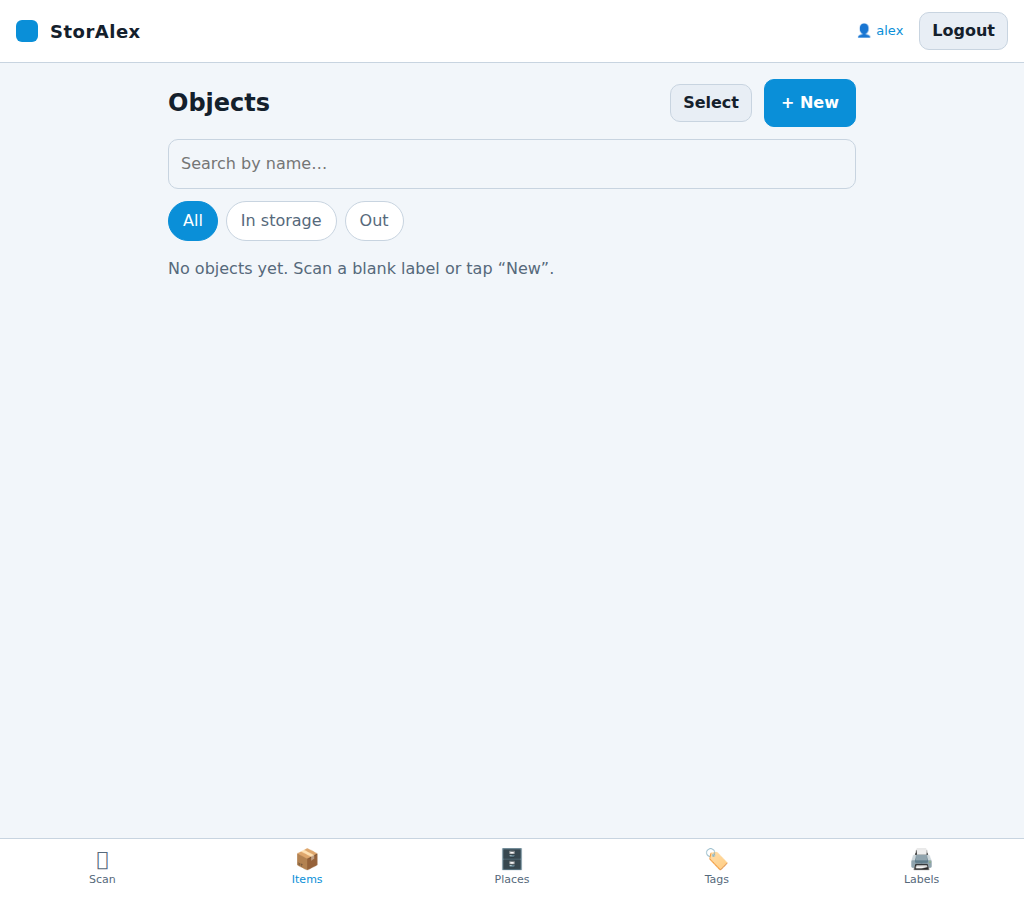 StorAlex
👤 alex
Logout
Objects
Select
+ New
Search by name…
All
In storage
Out
No objects yet. Scan a blank label or tap “New”.
Scan
Items
Places
Tags
Labels